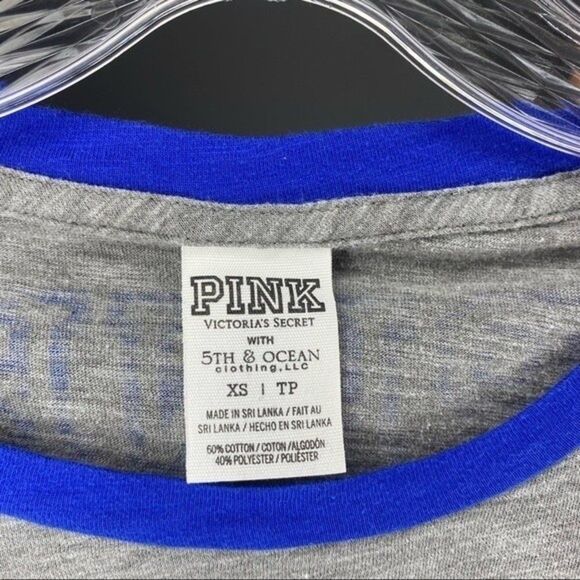 PINK
VICTORIA'S SECRET
WITH
5TH & OCEAN
clothing, LLC
XS | TP
MADE IN SRI LANKA / FAIT AU
SRI LANKA / HECHO EN SRI LANKA
60% COTTON / COTON /ALGODÓN
40% POLYESTER / POLIÉSTER